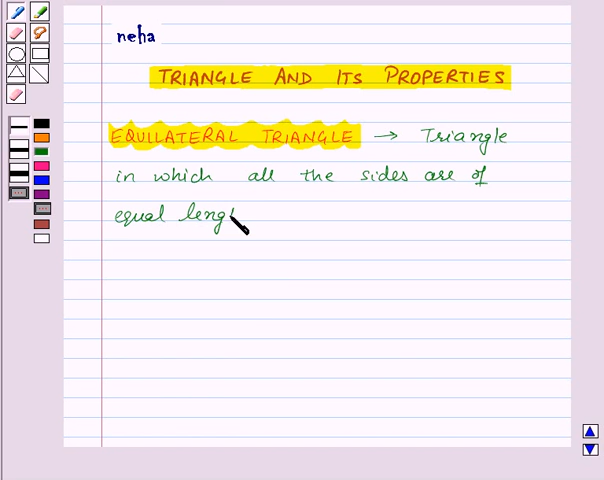 neha
TRIANGLE AND ITS PROPERTIES
EQUILATERAL TRIANGLE → Triangle
in which all the sides are of
equal leng